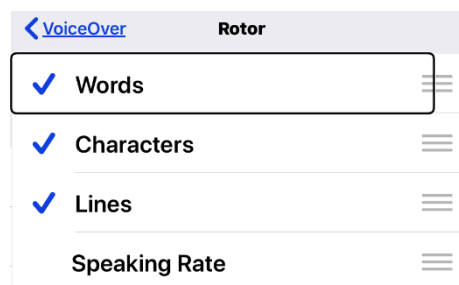 VoiceOver Rotor
Words
Characters
Lines
Speaking Rate